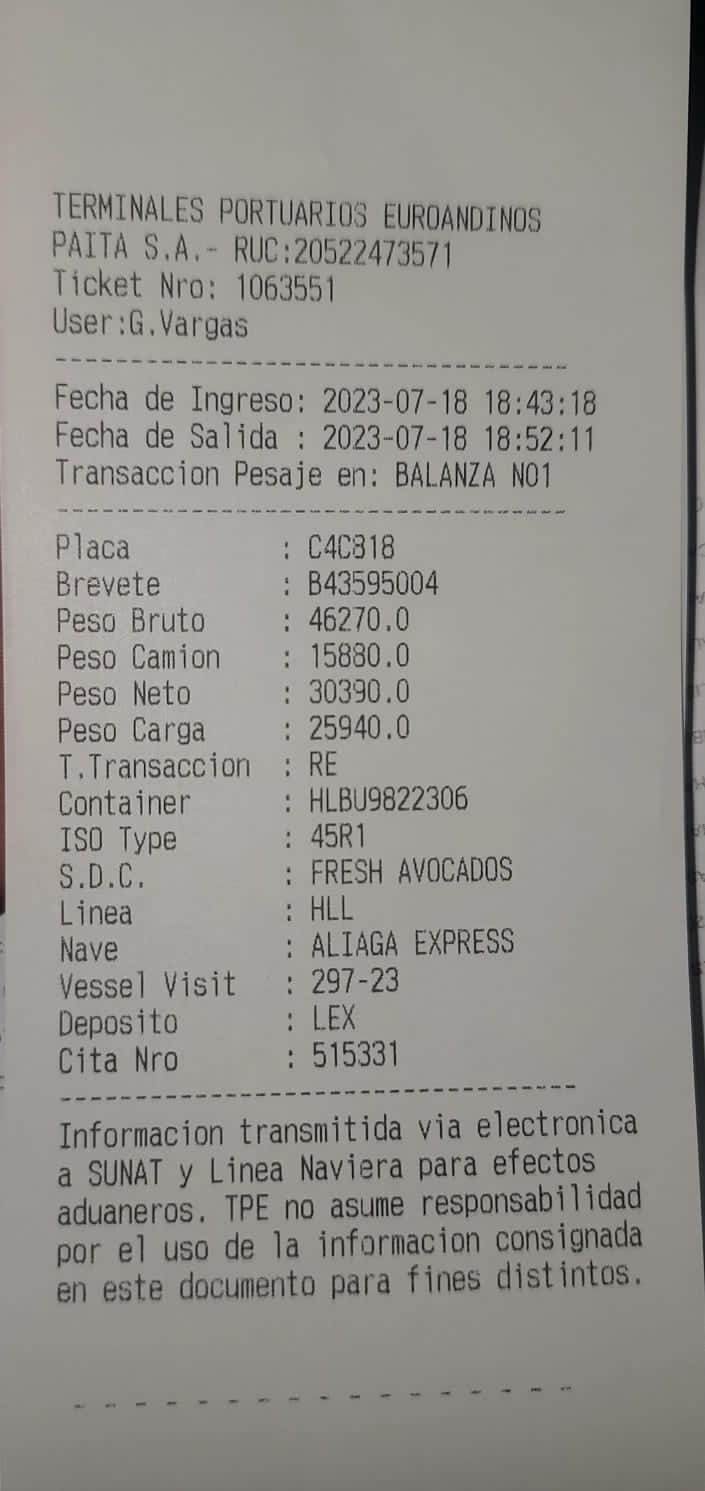 TERMINALES PORTUARIOS EUROANDINOS
PAITA S.A.- RUC:20522473571
Ticket Nro: 1063551
User:G.Vargas
Fecha de Ingreso: 2023-07-18 18:43:18
Fecha de Salida : 2023-07-18 18:52:11
Transaccion Pesaje en: BALANZA NO1
Placa : C4C818
Brevete : B43595004
Peso Bruto : 46270.0
Peso Camion : 15880.0
Peso Neto : 30390.0
Peso Carga : 25940.0
T.Transaccion : RE
Container : HLBU9822306
ISO Type : 45R1
S.D.C. : FRESH AVOCADOS
Linea : HLL
Nave : ALIAGA EXPRESS
Vessel Visit : 297-23
Deposito : LEX
Cita Nro : 515331
Informacion transmitida via electronica
a SUNAT y Linea Naviera para efectos
aduaneros. TPE no asume responsabilidad
por el uso de la informacion consignada
en este documento para fines distintos.